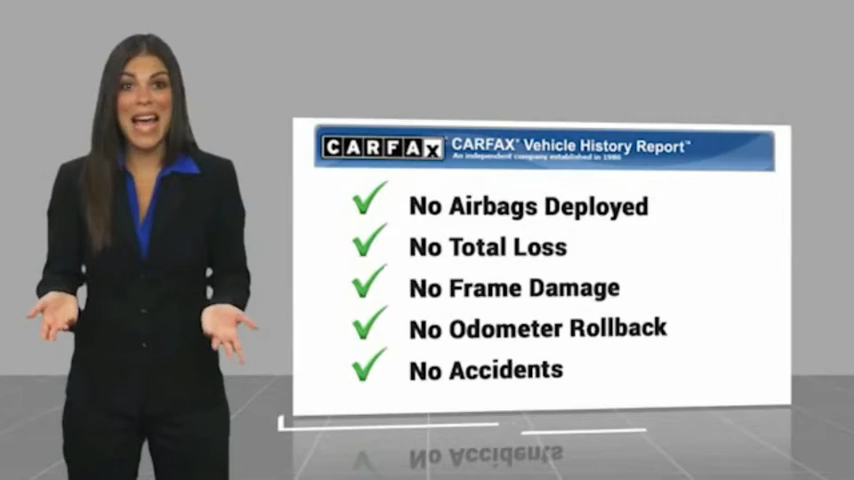 CARFAX
CARFAX™ Vehicle History Report™
An independent company established in 1986
No Airbags Deployed
No Total Loss
No Frame Damage
No Odometer Rollback
No Accidents
No Accidents